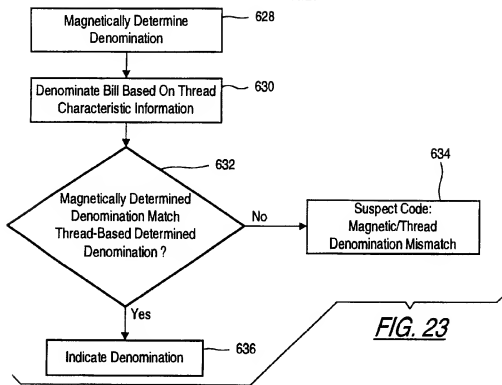 Magnetically Determine
Denomination
628
Denominate Bill Based On Thread
Characteristic Information
630
632
Magnetically Determined
Denomination Match
Thread-Based Determined
Denomination ?
No
634
Suspect Code:
Magnetic/Thread
Denomination Mismatch
Yes
Indicate Denomination
636
FIG. 23